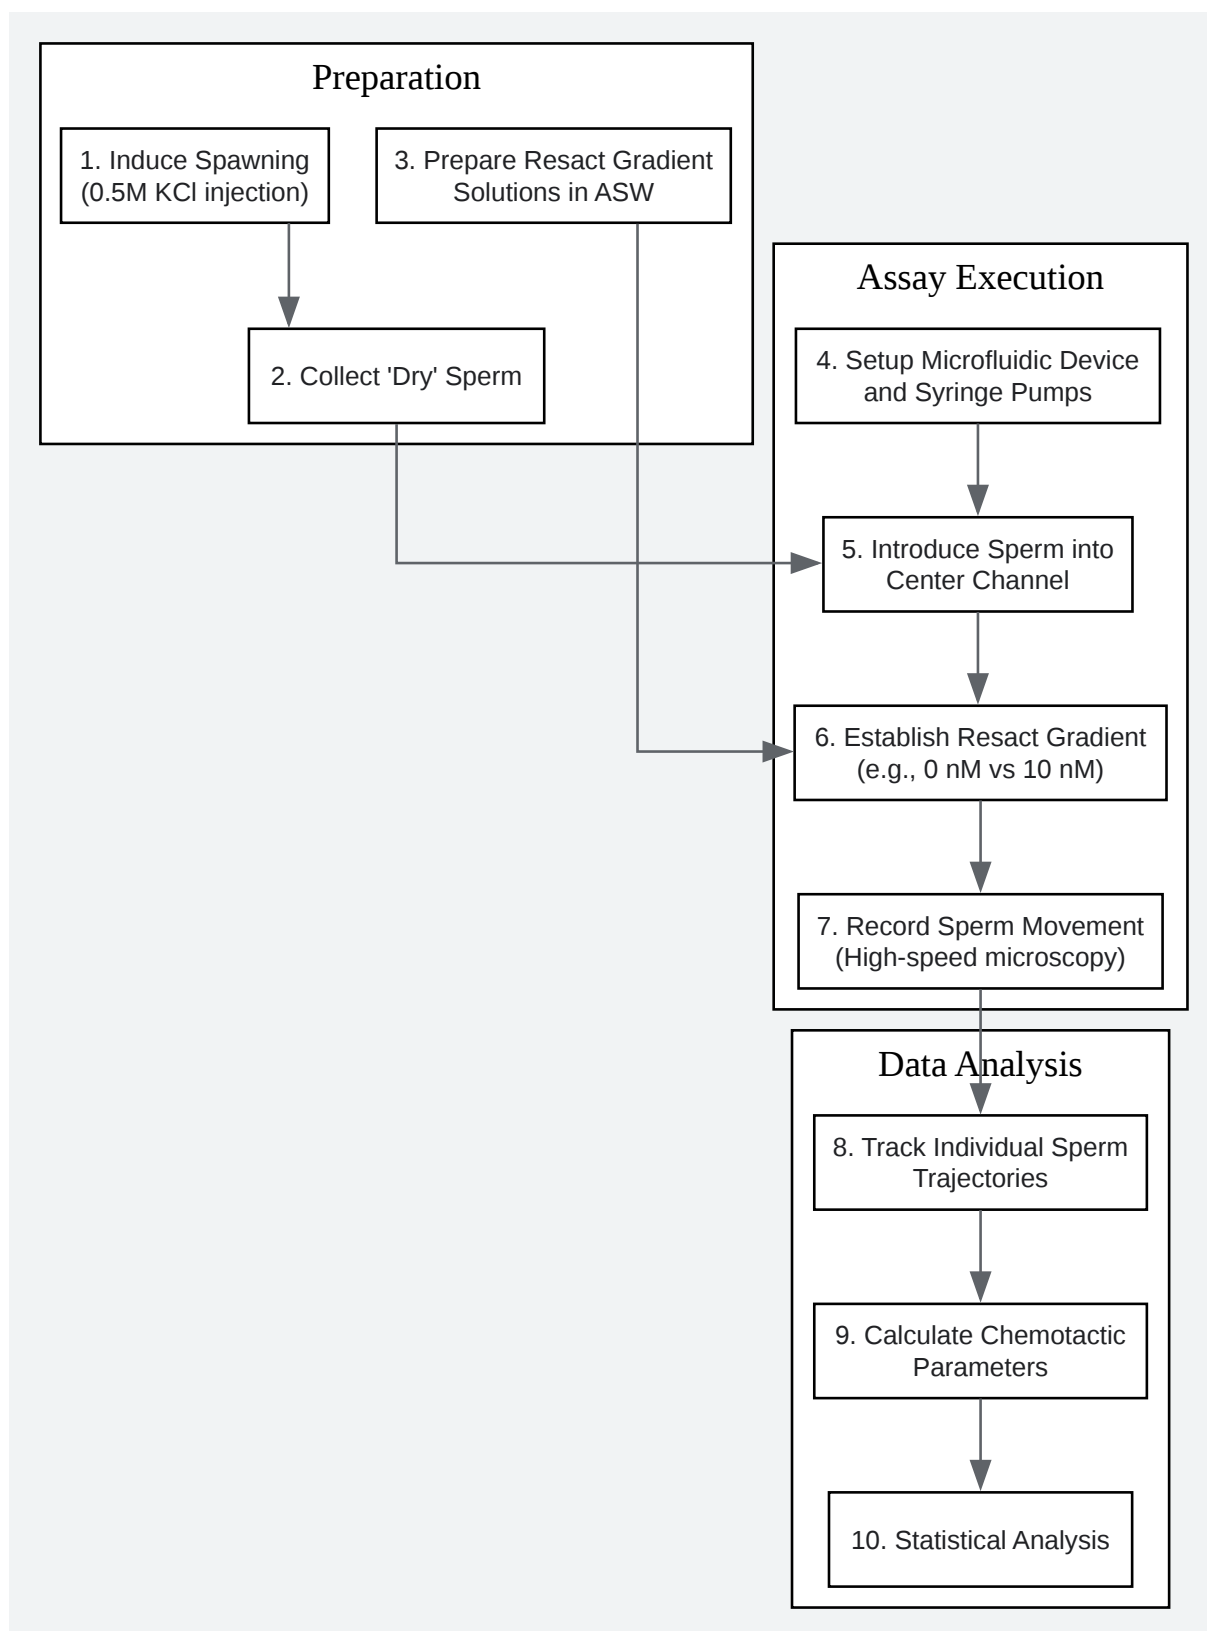 Preparation
1. Induce Spawning
(0.5M KCl injection)
3. Prepare Resact Gradient
Solutions in ASW
2. Collect 'Dry' Sperm
Assay Execution
4. Setup Microfluidic Device
and Syringe Pumps
5. Introduce Sperm into
Center Channel
6. Establish Resact Gradient
(e.g., 0 nM vs 10 nM)
7. Record Sperm Movement
(High-speed microscopy)
Data Analysis
8. Track Individual Sperm
Trajectories
9. Calculate Chemotactic
Parameters
10. Statistical Analysis